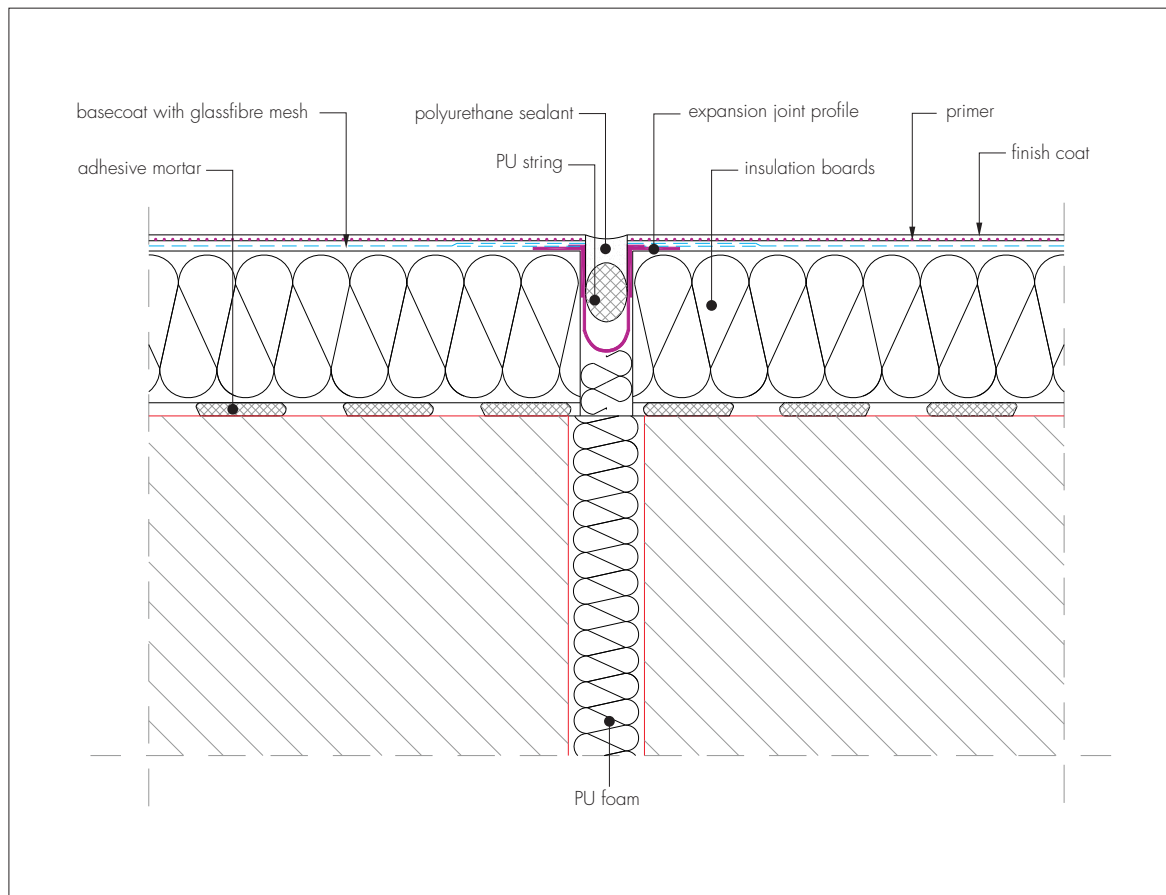 basecoat with glassfibre mesh
polyurethane sealant
expansion joint profile
primer
adhesive mortar
PU string
insulation boards
finish coat
PU foam